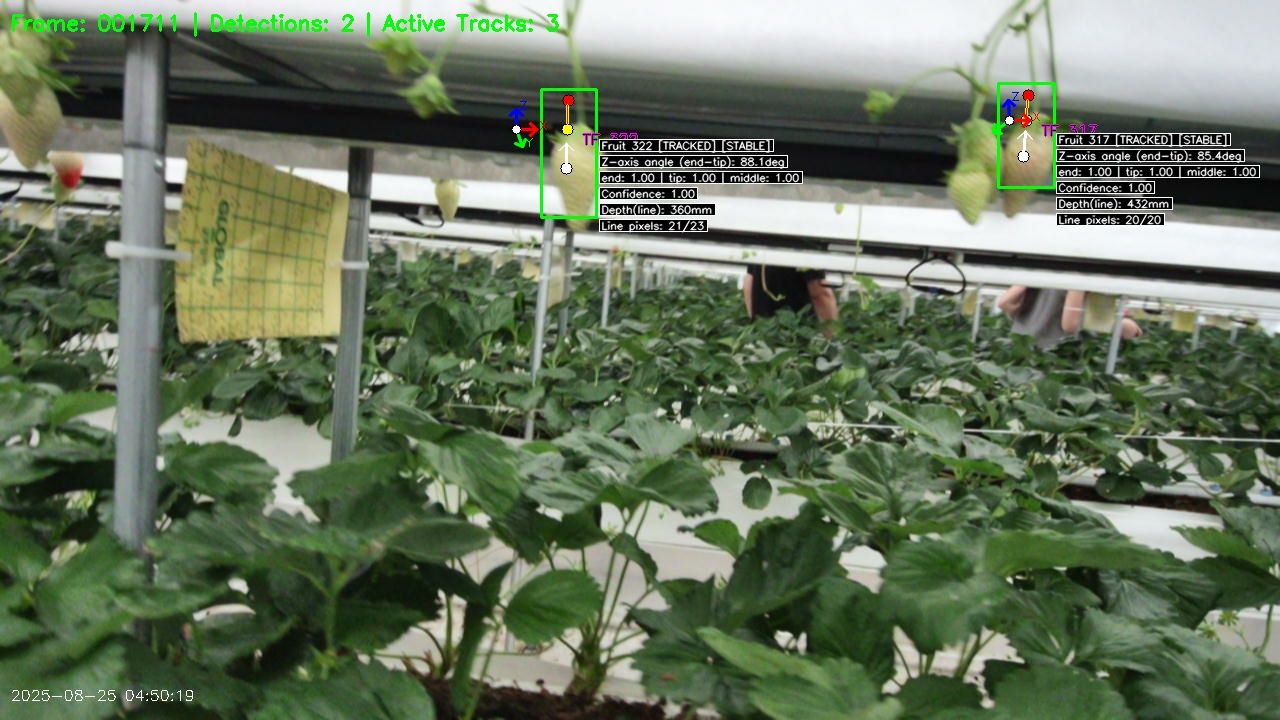 Frame: 001711 | Detections: 2 | Active Tracks: 3
Z
X
Y
Fruit 322 [TRACKED] [STABLE]
Z-axis angle (end-tip): 88.1deg
end: 1.00 | tip: 1.00 | middle: 1.00
Confidence: 1.00
Depth(line): 360mm
Line pixels: 21/23
Z
X
Fruit 317 [TRACKED] [STABLE]
Z-axis angle (end-tip): 85.4deg
end: 1.00 | tip: 1.00 | middle: 1.00
Confidence: 1.00
Depth(line): 432mm
Line pixels: 20/20
GLOBAL
2025-08-25 04:50:19